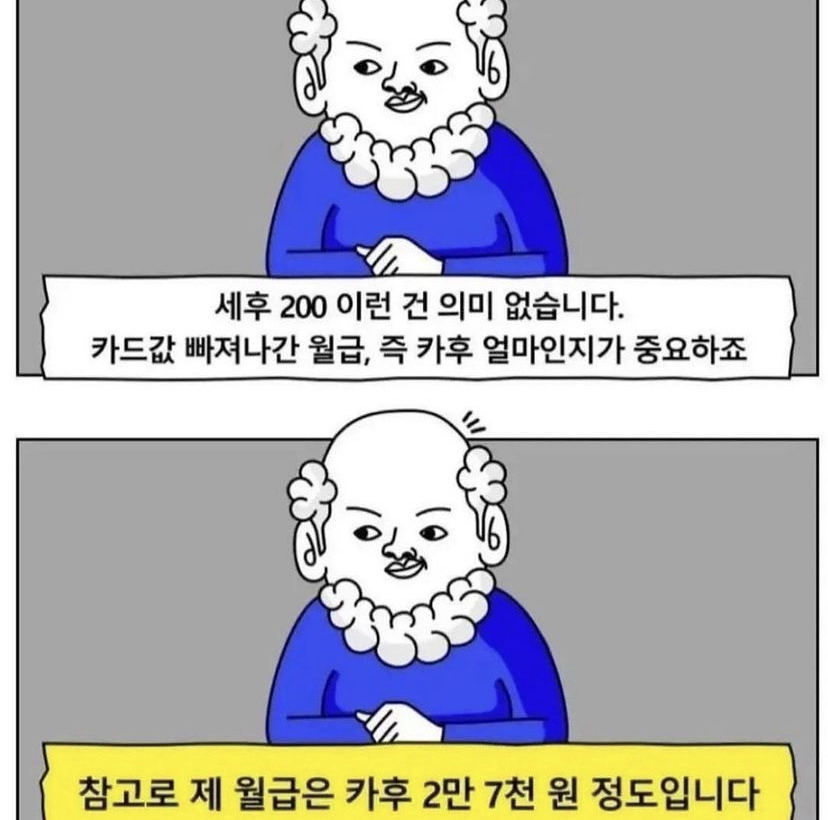 세후 200 이런 건 의미 없습니다.
카드값 빠져나간 월급, 즉 카후 얼마인지가 중요하죠
참고로 제 월급은 카후 2만 7천 원 정도입니다